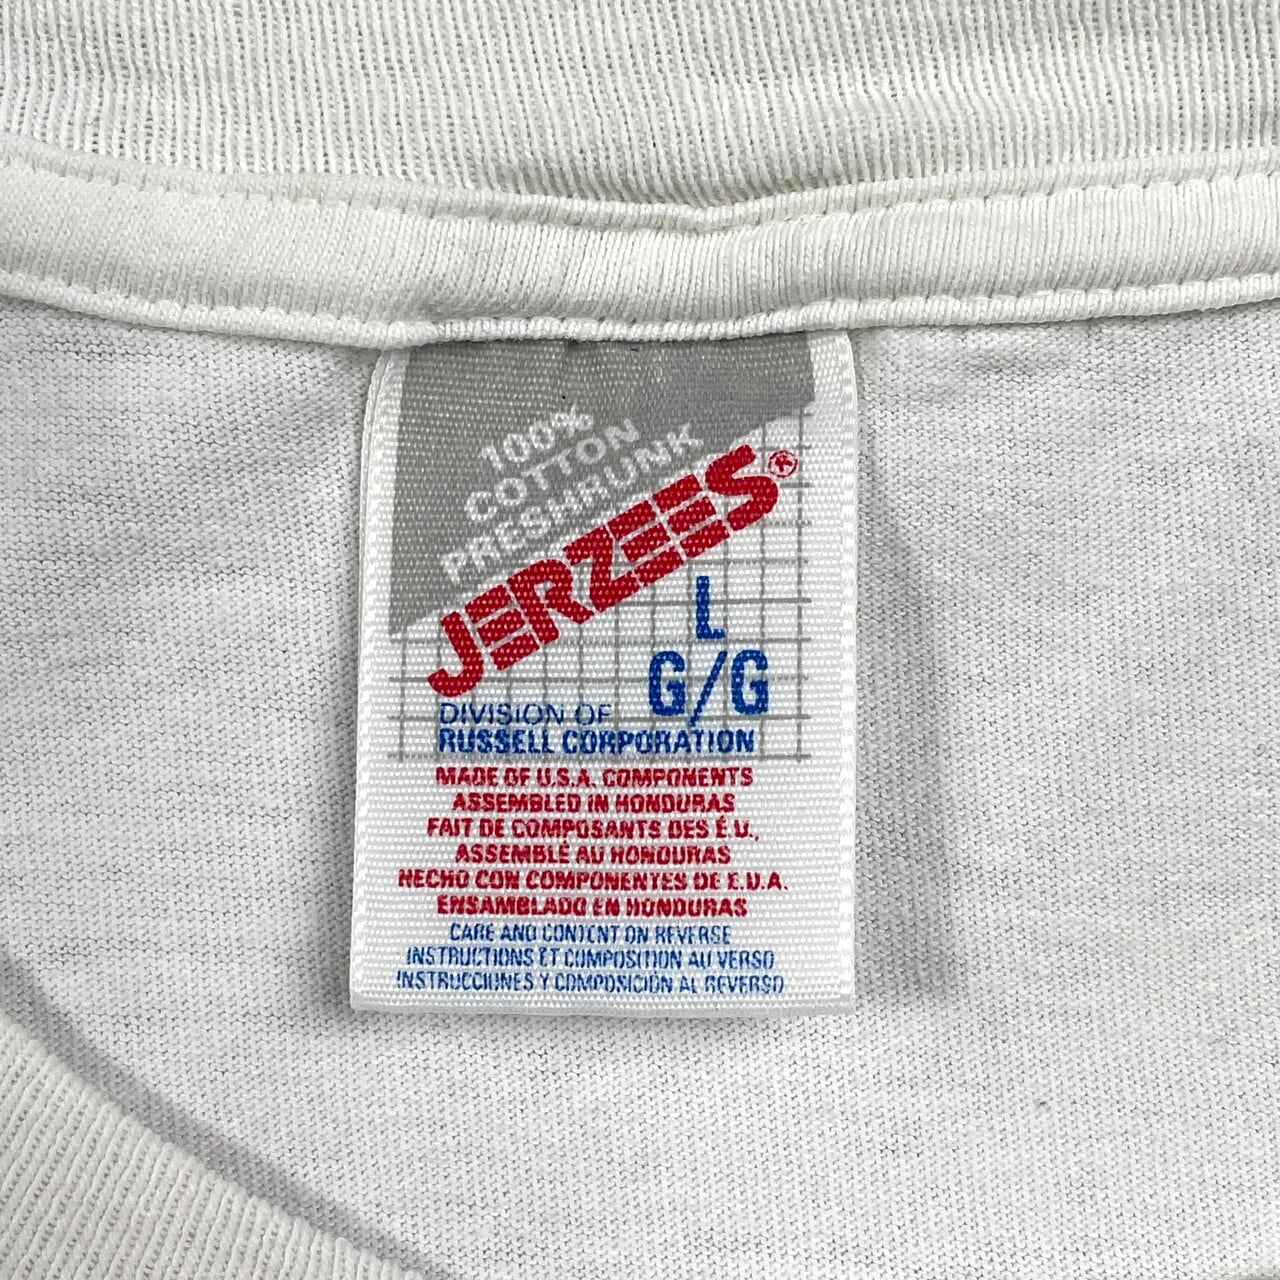 100%
COTTON
PRESHRUNK
JERZEES®
L
G/G
DIVISION OF
RUSSELL CORPORATION
MADE OF U.S.A. COMPONENTS
ASSEMBLED IN HONDURAS
FAIT DE COMPOSANTS DES É.U.,
ASSEMBLÉ AU HONDURAS
HECHO CON COMPONENTES DE E.U.A.
ENSAMBLADO EN HONDURAS
CARE AND CONTENT ON REVERSE
INSTRUCTIONS ET COMPOSITION AU VERSO
INSTRUCCIONES Y COMPOSICIÓN AL REVERSO